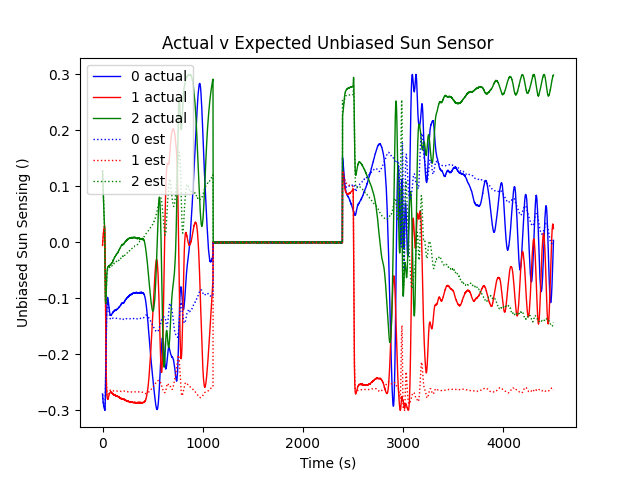 Actual v Expected Unbiased Sun Sensor
0.3
0.2
0.1
0.0
−0.1
−0.2
−0.3
Unbiased Sun Sensing ()
0 actual
1 actual
2 actual
0 est
1 est
2 est
0
1000
2000
3000
4000
Time (s)